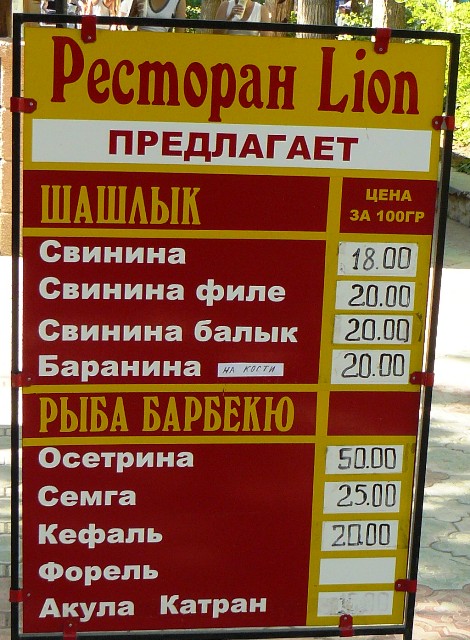 Ресторан Lion
ПРЕДЛАГАЕТ
ШАШЛЫК ЦЕНА ЗА 100ГР
Свинина 18.00
Свинина филе 20.00
Свинина балык 20.00
Баранина на кости 20.00
РЫБА БАРБЕКЮ
Осетрина 50.00
Семга 25.00
Кефаль 20.00
Форель
Акула Катран